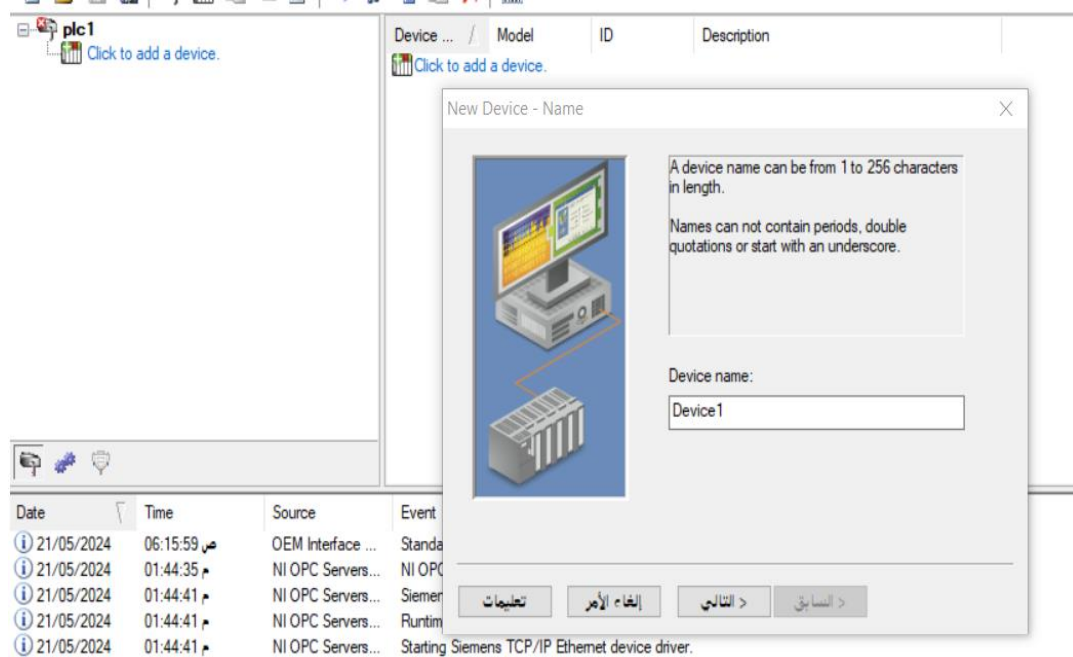 plc1
Click to add a device.
Device ... Model ID Description
Click to add a device.
New Device - Name
A device name can be from 1 to 256 characters
in length.
Names can not contain periods, double
quotations or start with an underscore.
Device name:
Device1
تعليمات
إلغاء الأمر
التالي >
< السابق
Date Time Source Event
21/05/2024 06:15:59 ص OEM Interface ... Standa
21/05/2024 01:44:35 م NI OPC Servers... NI OPC
21/05/2024 01:44:41 م NI OPC Servers... Siemen
21/05/2024 01:44:41 م NI OPC Servers... Runtim
21/05/2024 01:44:41 م NI OPC Servers... Starting Siemens TCP/IP Ethernet device driver.